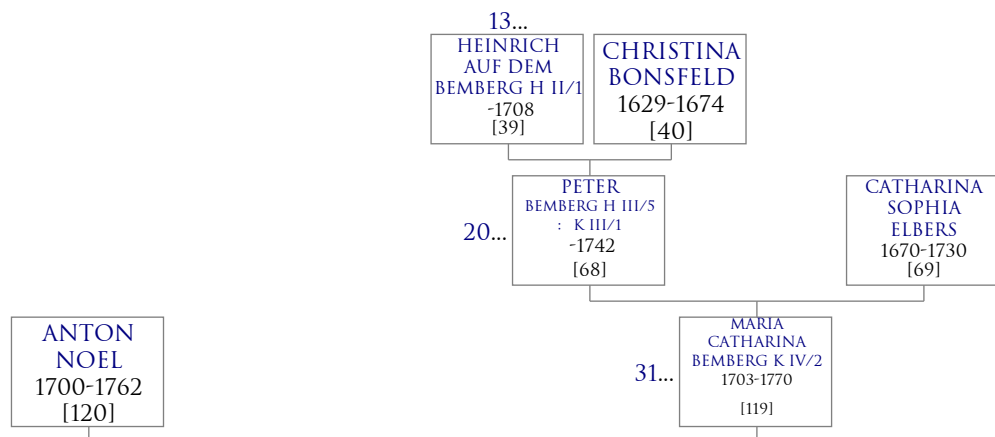 13...
HEINRICH
AUF DEM
BEMBERG H II/1
-1708
[39]
CHRISTINA
BONSFELD
1629-1674
[40]
20...
PETER
BEMBERG H III/5
: K III/1
-1742
[68]
CATHARINA
SOPHIA
ELBERS
1670-1730
[69]
ANTON
NOEL
1700-1762
[120]
31...
MARIA
CATHARINA
BEMBERG K IV/2
1703-1770
[119]